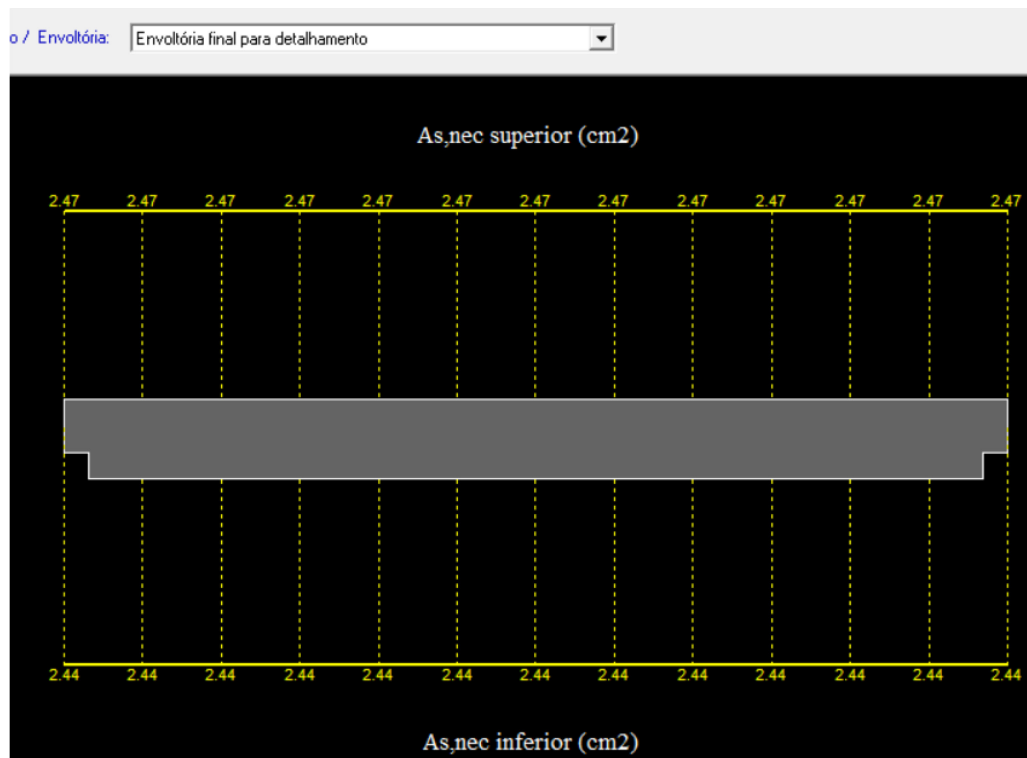 o / Envoltória: Envoltória final para detalhamento
As,nec superior (cm2)
2.47 2.47 2.47 2.47 2.47 2.47 2.47 2.47 2.47 2.47 2.47 2.47 2.47
2.44 2.44 2.44 2.44 2.44 2.44 2.44 2.44 2.44 2.44 2.44 2.44 2.44
As,nec inferior (cm2)